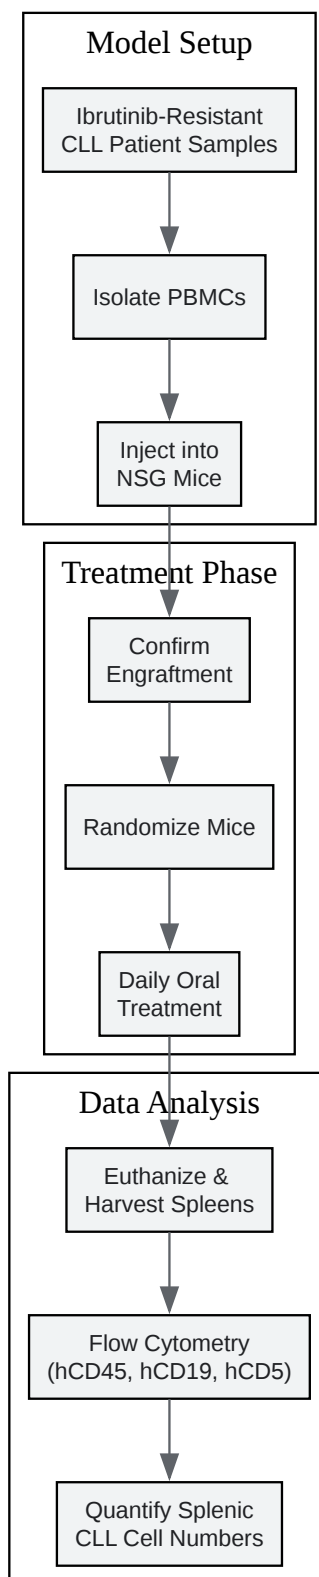 Model Setup
Ibrutinib-Resistant
CLL Patient Samples
Isolate PBMCs
Inject into
NSG Mice
Treatment Phase
Confirm
Engraftment
Randomize Mice
Daily Oral
Treatment
Data Analysis
Euthanize &
Harvest Spleens
Flow Cytometry
(hCD45, hCD19, hCD5)
Quantify Splenic
CLL Cell Numbers